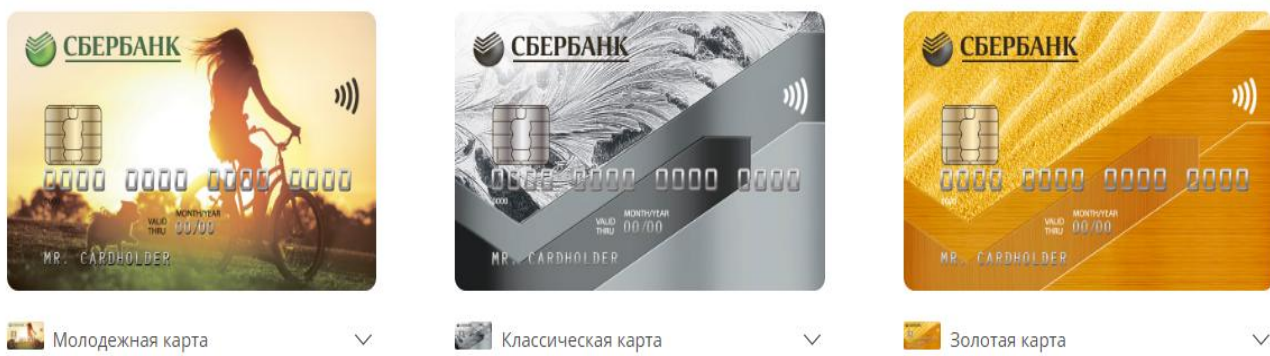 СБЕРБАНК
0000 0000 0000 0000
MONTH/YEAR
VALID THRU 00/00
MR. CARDHOLDER
Молодежная карта
СБЕРБАНК
0000 0000 0000 0000
0000
MONTH/YEAR
VALID THRU 00/00
MR. CARDHOLDER
Классическая карта
СБЕРБАНК
0000 0000 0000 0000
0000
MONTH/YEAR
VALID THRU 00/00
MR. CARDHOLDER
Золотая карта